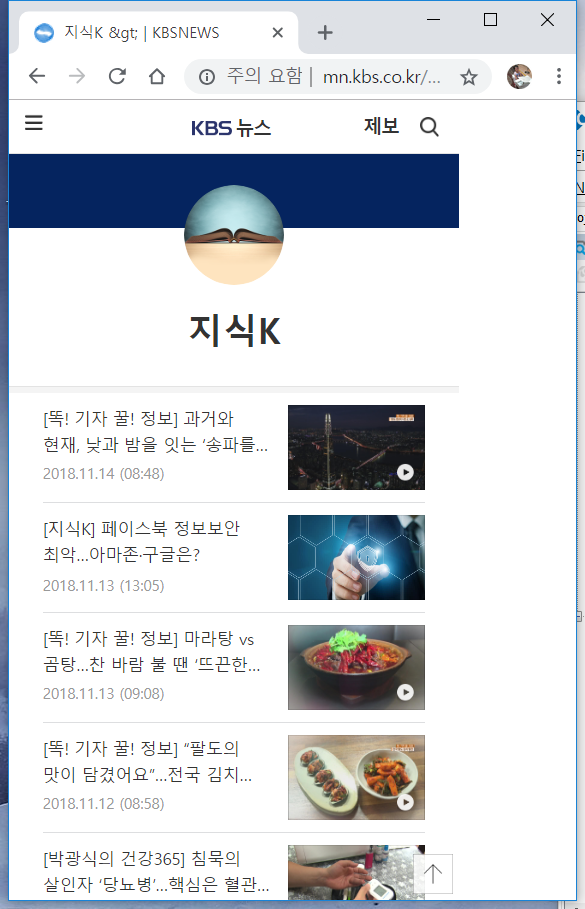 지식K &gt; | KBSNEWS
주의 요함 | mn.kbs.co.kr/...
KBS 뉴스
제보
지식K
[똑! 기자 꿀! 정보] 과거와
현재, 낮과 밤을 잇는 ‘송파를...
2018.11.14 (08:48)
[지식K] 페이스북 정보보안
최악...아마존·구글은?
2018.11.13 (13:05)
[똑! 기자 꿀! 정보] 마라탕 vs
곰탕...찬 바람 불 땐 ‘뜨끈한...
2018.11.13 (09:08)
[똑! 기자 꿀! 정보] “팔도의
맛이 담겼어요”...전국 김치...
2018.11.12 (08:58)
[박광식의 건강365] 침묵의
살인자 ‘당뇨병’...핵심은 혈관...